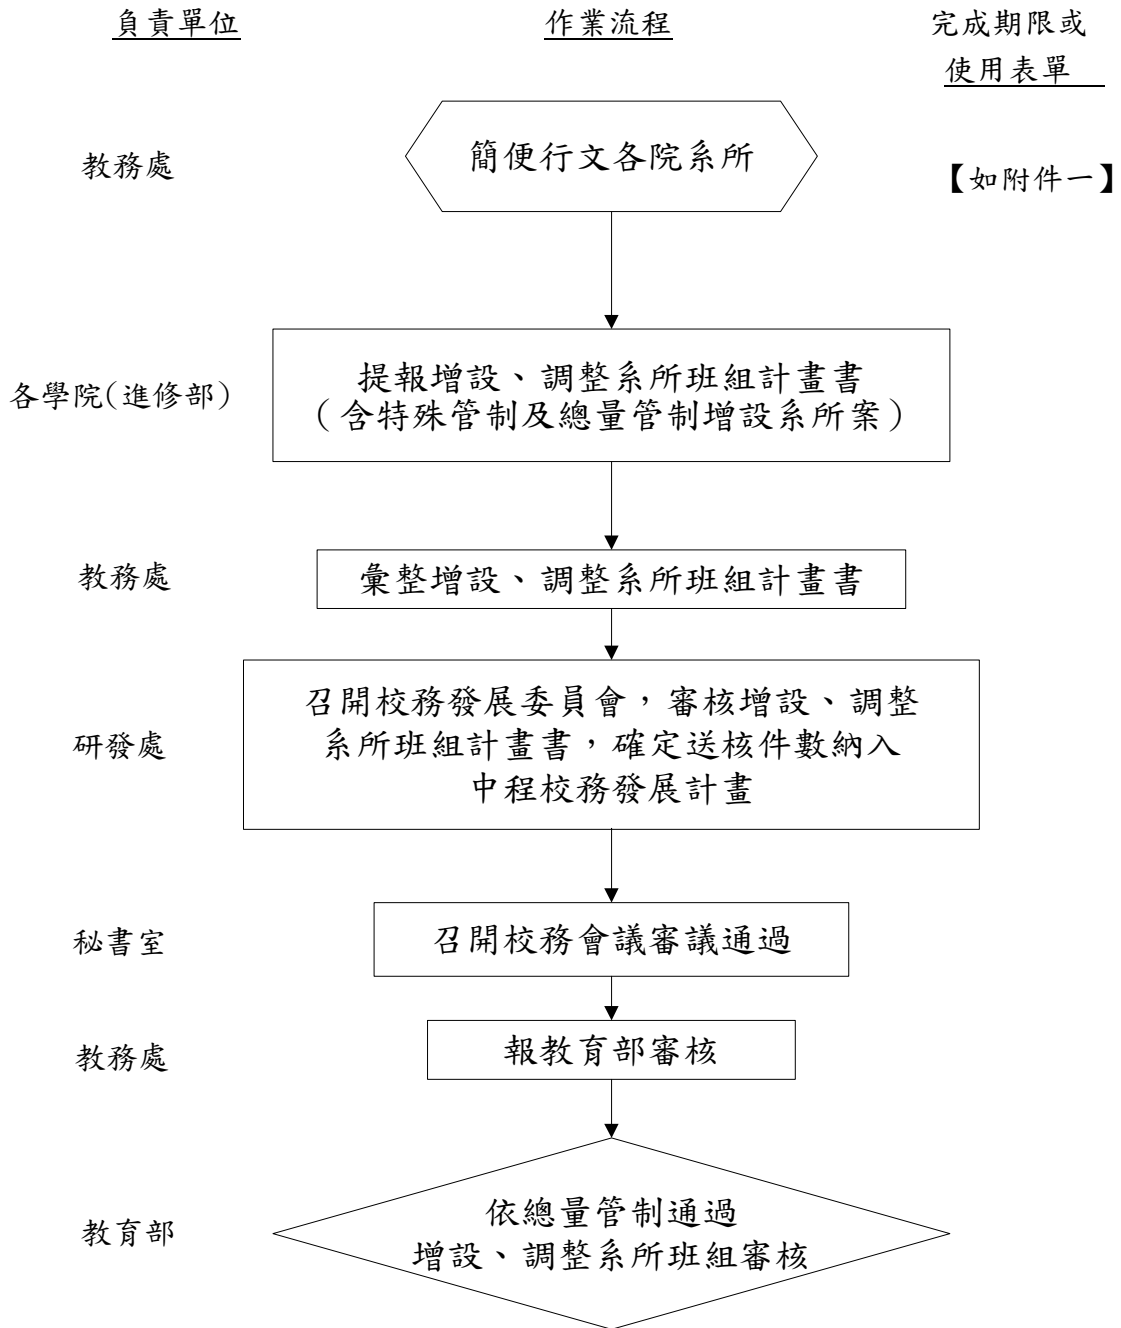 負責單位
作業流程
完成期限或
使用表單
教務處
簡便行文各院系所
【如附件一】
各學院(進修部)
提報增設、調整系所班組計畫書
（含特殊管制及總量管制增設系所案）
教務處
彙整增設、調整系所班組計畫書
研發處
召開校務發展委員會，審核增設、調整
系所班組計畫書，確定送核件數納入
中程校務發展計畫
秘書室
召開校務會議審議通過
教務處
報教育部審核
教育部
依總量管制通過
增設、調整系所班組審核